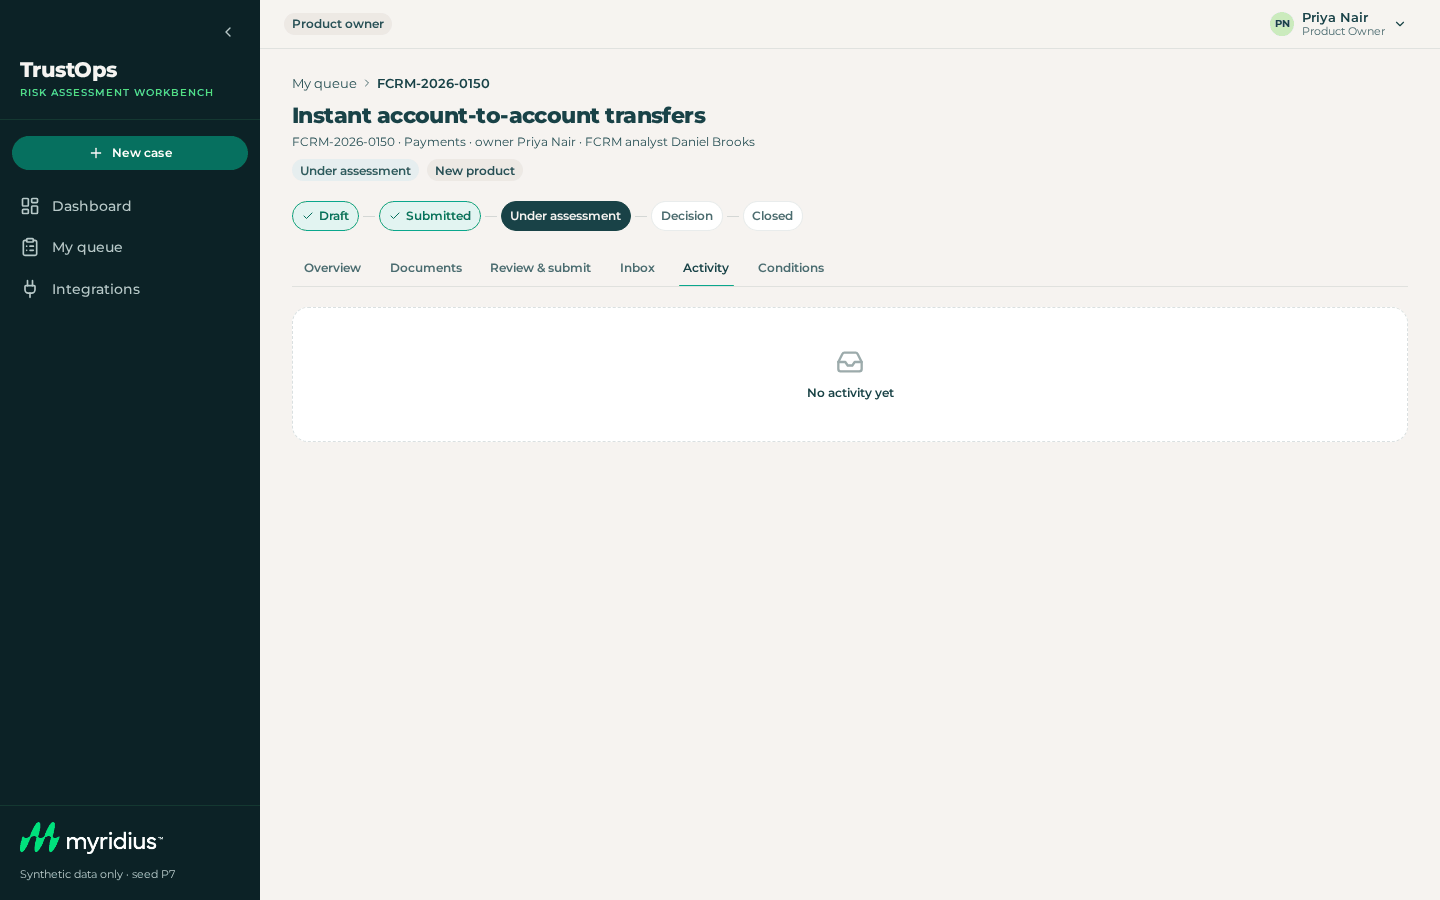 Product owner
PN
Priya Nair
Product Owner
TrustOps
RISK ASSESSMENT WORKBENCH
New case
Dashboard
My queue
Integrations
myridius™
Synthetic data only · seed P7
My queue > FCRM-2026-0150
Instant account-to-account transfers
FCRM-2026-0150 · Payments · owner Priya Nair · FCRM analyst Daniel Brooks
Under assessment New product
Draft Submitted Under assessment Decision Closed
Overview Documents Review & submit Inbox Activity Conditions
No activity yet